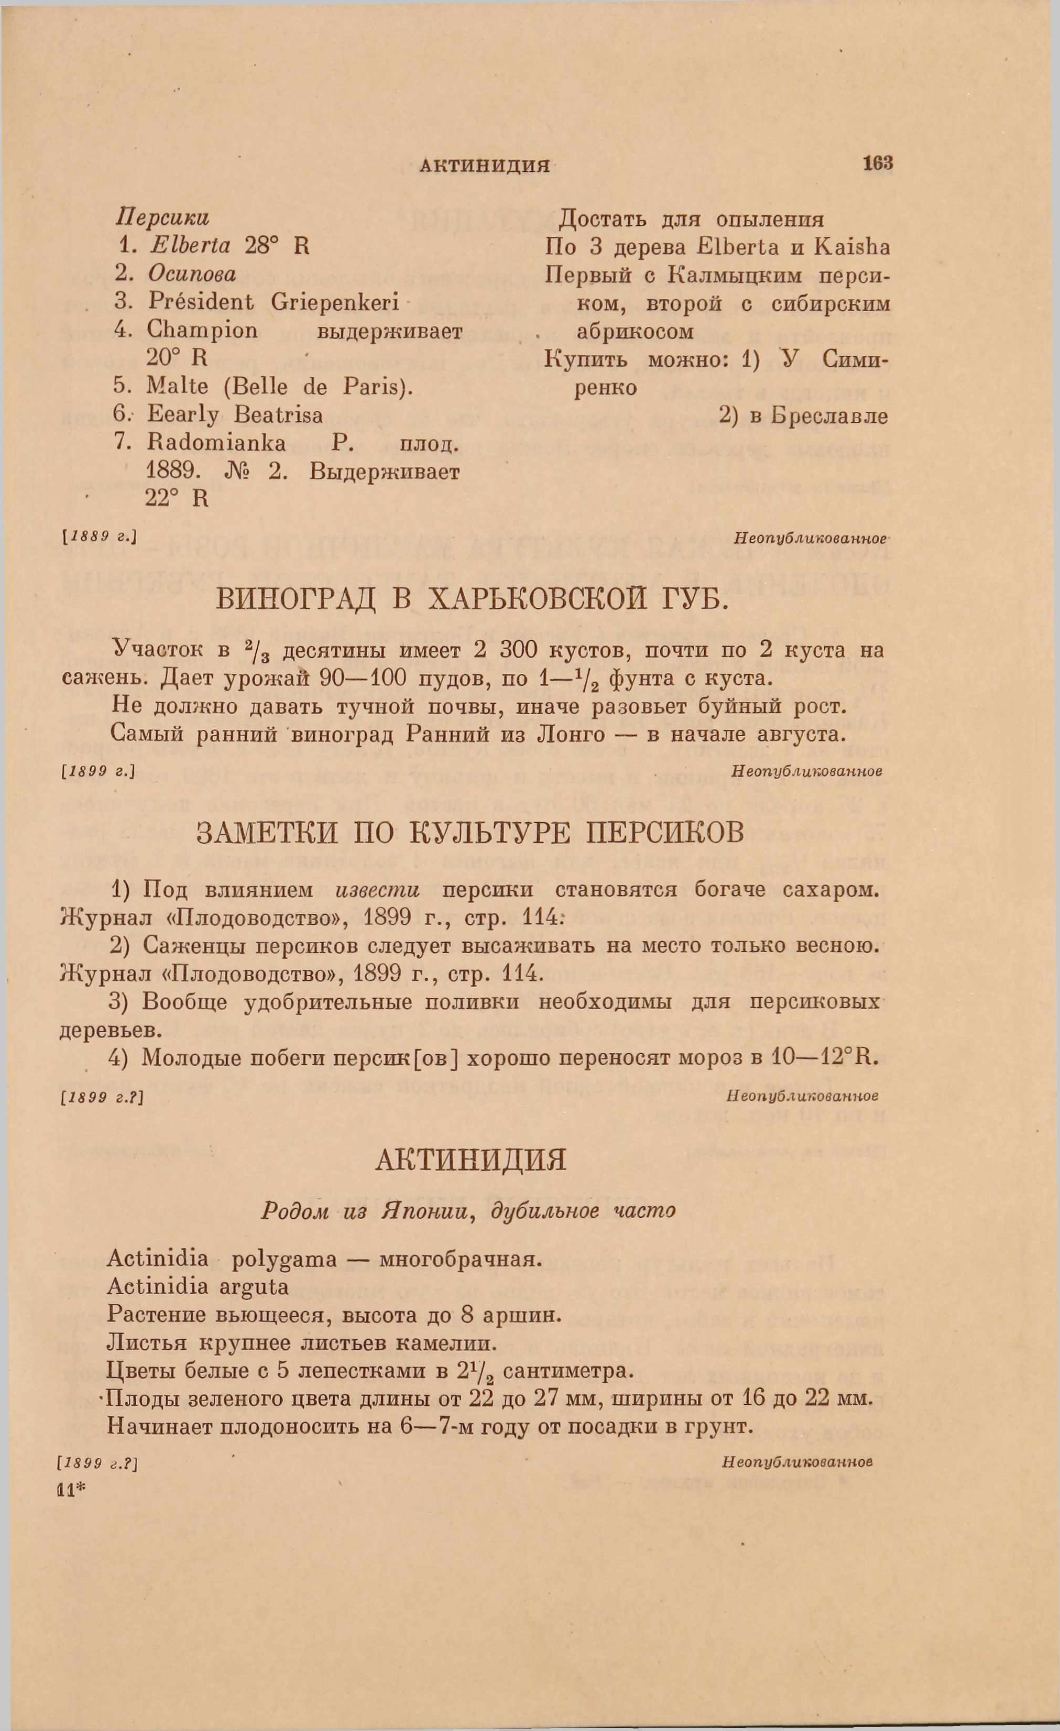 АКТИНИДИЯ 163
Персики
1. Elberta 28° R
2. Осипова
3. Président Griepenkeri
4. Champion выдерживает
20° R
5. Malte (Belle de Paris).
6. Eearly Beatrisa
7. Radomianka P. плод.
1889. № 2. Выдерживает
22° R
Достать для опыления
По 3 дерева Elberta и Kaisha
Первый с Калмыцким перси-
ком, второй с сибирским
абрикосом
Купить можно: 1) У Сими-
ренко
2) в Бреславле
[1889 г.] Неопубликованное
ВИНОГРАД В ХАРЬКОВСКОЙ ГУБ.
Участок в 2/3 десятины имеет 2 300 кустов, почти по 2 куста на
сажень. Дает урожай 90—100 пудов, по 1—1/2 фунта с куста.
Не должно давать тучной почвы, иначе разовьет буйный рост.
Самый ранний виноград Ранний из Лонго — в начале августа.
[1899 г.] Неопубликованное
ЗАМЕТКИ ПО КУЛЬТУРЕ ПЕРСИКОВ
1) Под влиянием извести персики становятся богаче сахаром.
Журнал «Плодоводство», 1899 г., стр. 114.
2) Саженцы персиков следует высаживать на место только весною.
Журнал «Плодоводство», 1899 г., стр. 114.
3) Вообще удобрительные поливки необходимы для персиковых
деревьев.
4) Молодые побеги персик[ов] хорошо переносят мороз в 10—12°R.
[1899 г.?] Неопубликованное
АКТИНИДИЯ
Родом из Японии, дубильное часто
Actinidia polygama — многобрачная.
Actinidia arguta
Растение вьющееся, высота до 8 аршин.
Листья крупнее листьев камелии.
Цветы белые с 5 лепестками в 2 1/2 сантиметра.
Плоды зеленого цвета длины от 22 до 27 мм, ширины от 16 до 22 мм.
Начинает плодоносить на 6—7-м году от посадки в грунт.
[1899 г.?] Неопубликованное
11*